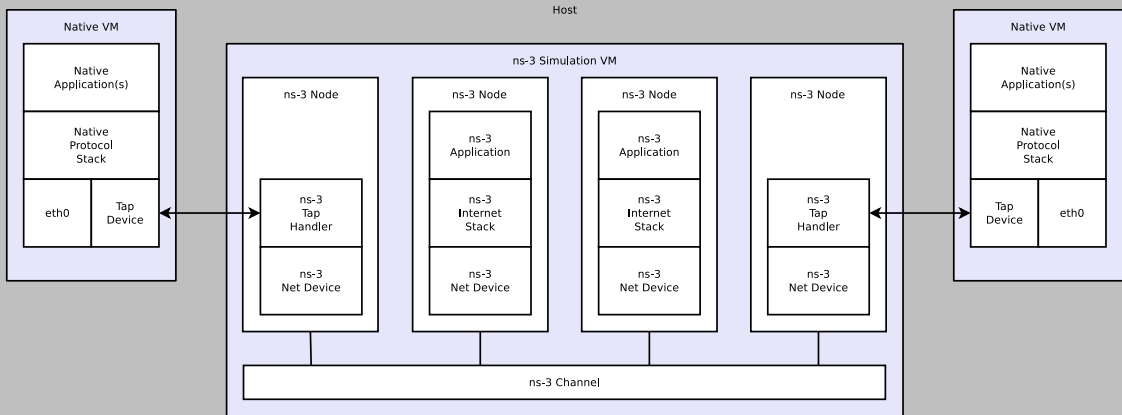 Host
Native VM
Native
Application(s)
Native
Protocol
Stack
eth0
Tap
Device
ns-3 Simulation VM
ns-3 Node
ns-3
Tap
Handler
ns-3
Net Device
ns-3 Node
ns-3
Application
ns-3
Internet
Stack
ns-3
Net Device
ns-3 Node
ns-3
Application
ns-3
Internet
Stack
ns-3
Net Device
ns-3 Node
ns-3
Tap
Handler
ns-3
Net Device
ns-3 Channel
Native VM
Native
Application(s)
Native
Protocol
Stack
Tap
Device
eth0